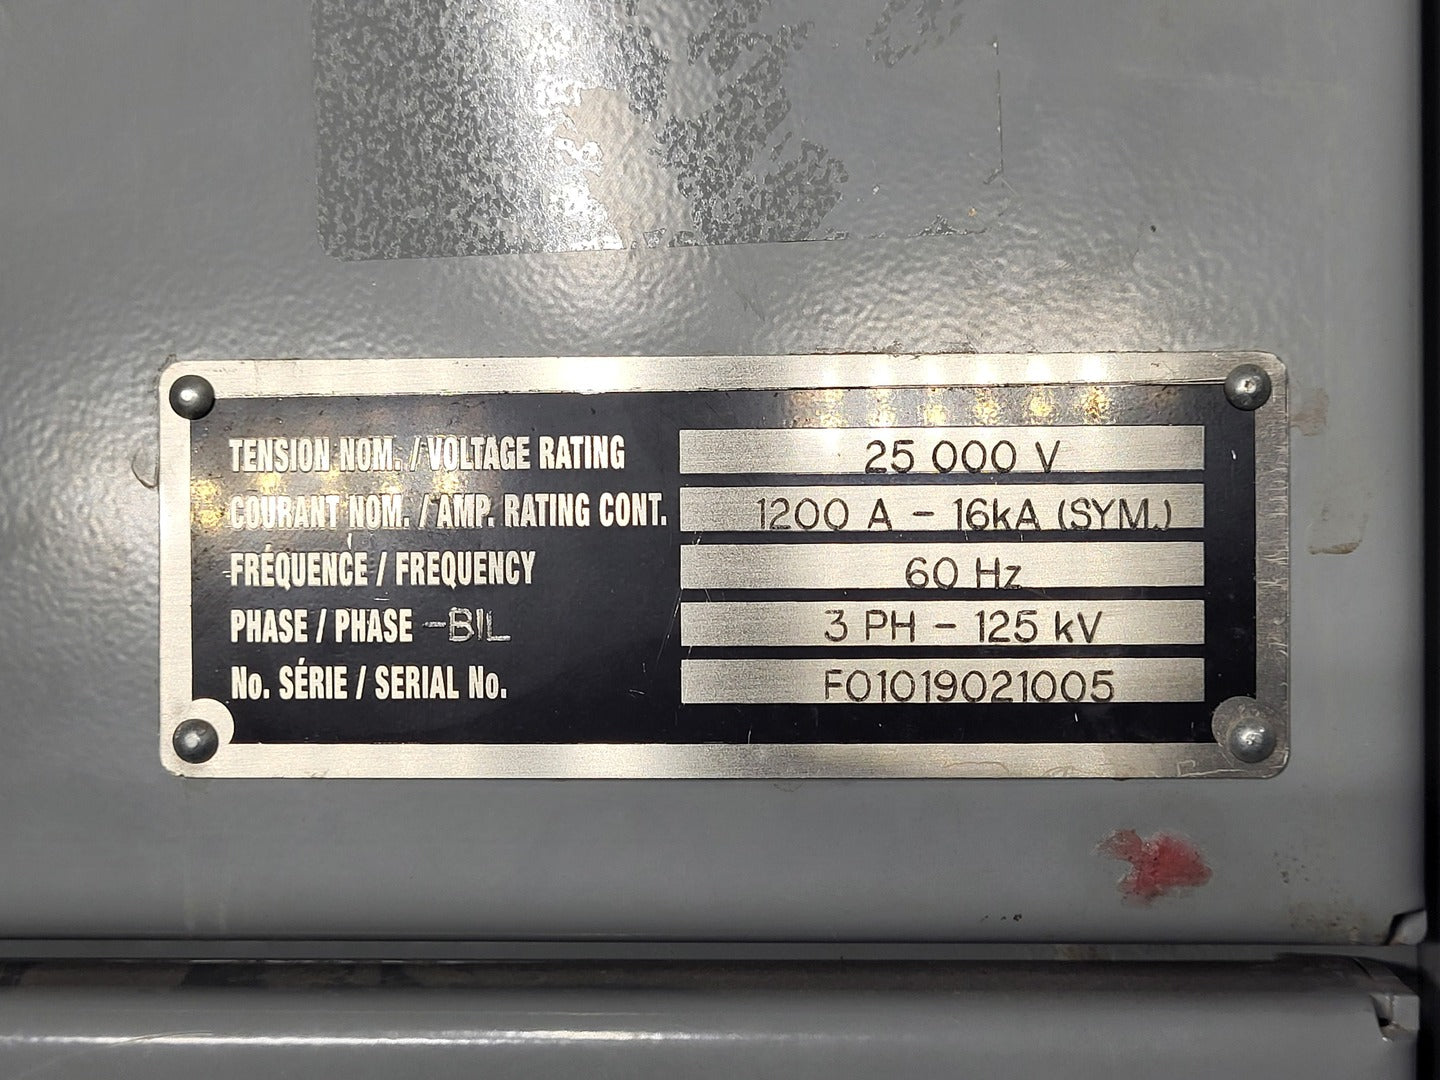 TENSION NOM. / VOLTAGE RATING 25 000 V
COURANT NOM. / AMP. RATING CONT. 1200 A - 16kA (SYM.)
FRÉQUENCE / FREQUENCY 60 Hz
PHASE / PHASE -BIL 3 PH - 125 kV
No. SÉRIE / SERIAL No. F01019021005